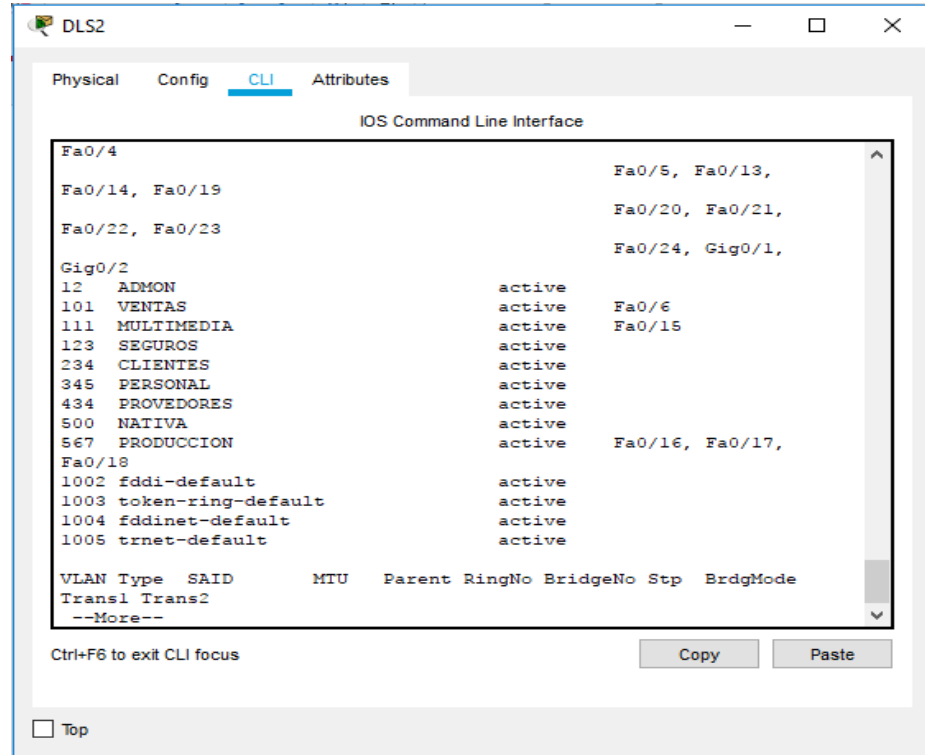 DLS2
Physical Config CLI Attributes
IOS Command Line Interface
Fa0/4
Fa0/5, Fa0/13,
Fa0/14, Fa0/19
Fa0/20, Fa0/21,
Fa0/22, Fa0/23
Fa0/24, Gig0/1,
Gig0/2
12 ADMON active
101 VENTAS active Fa0/6
111 MULTIMEDIA active Fa0/15
123 SEGUROS active
234 CLIENTES active
345 PERSONAL active
434 PROVEDORES active
500 NATIVA active
567 PRODUCCION active Fa0/16, Fa0/17,
Fa0/18
1002 fddi-default active
1003 token-ring-default active
1004 fddinet-default active
1005 trnet-default active
VLAN Type SAID MTU Parent RingNo BridgeNo Stp BrdgMode
Trans1 Trans2
--More--
Ctrl+F6 to exit CLI focus
Copy Paste
Top